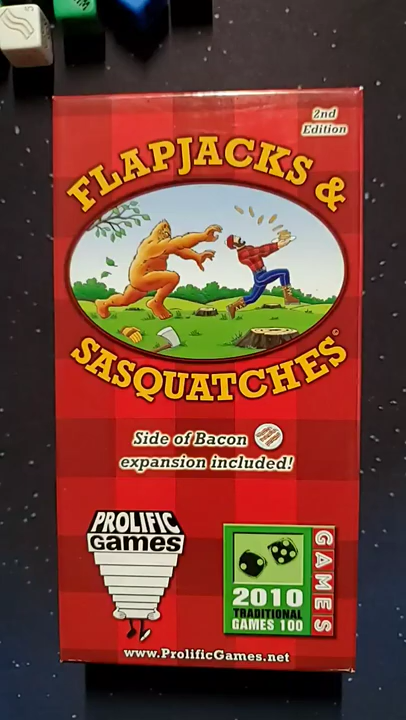 2nd
Edition
FLAPJACKS &
SASQUATCHES©
Side of Bacon
expansion included!
PROLIFIC
Games
GAMES
2010
TRADITIONAL
GAMES 100
www.ProlificGames.net